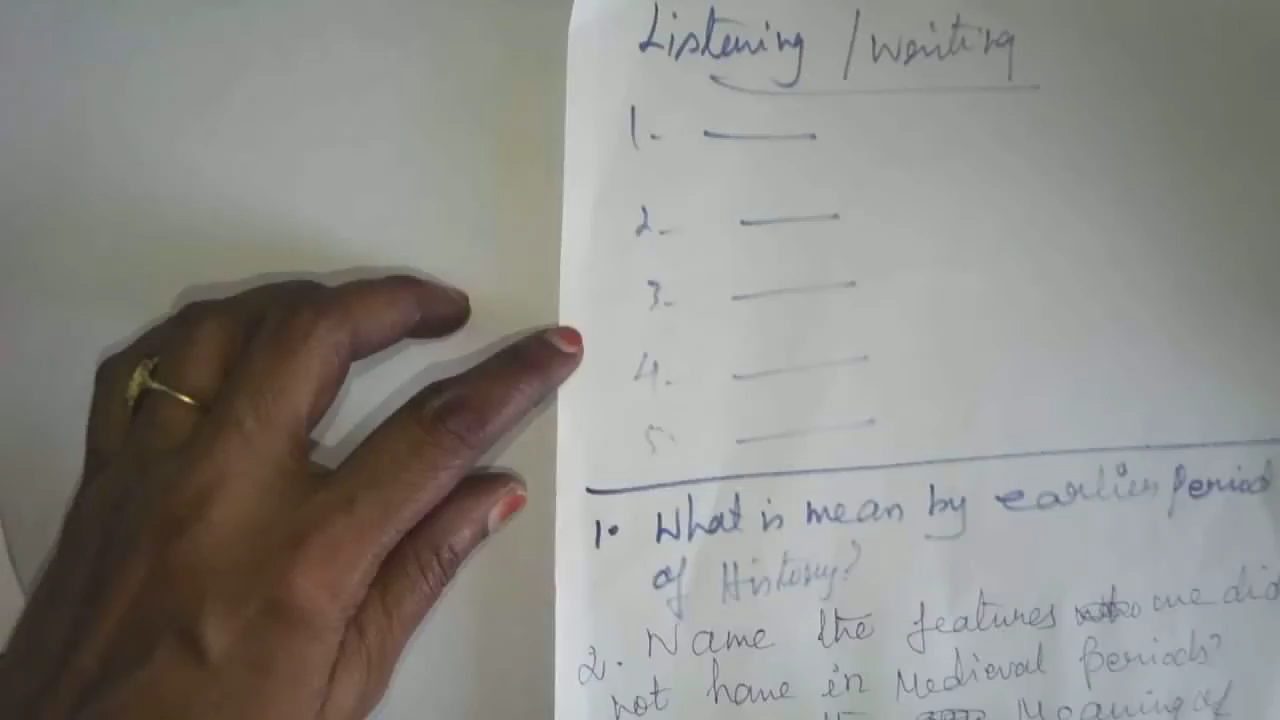 Listening / Writing
1.
2.
3.
4.
5.
1. What is mean by earlier Period
of History?
2. Name the features we did
not have in Medieval Periods?
Meaning of